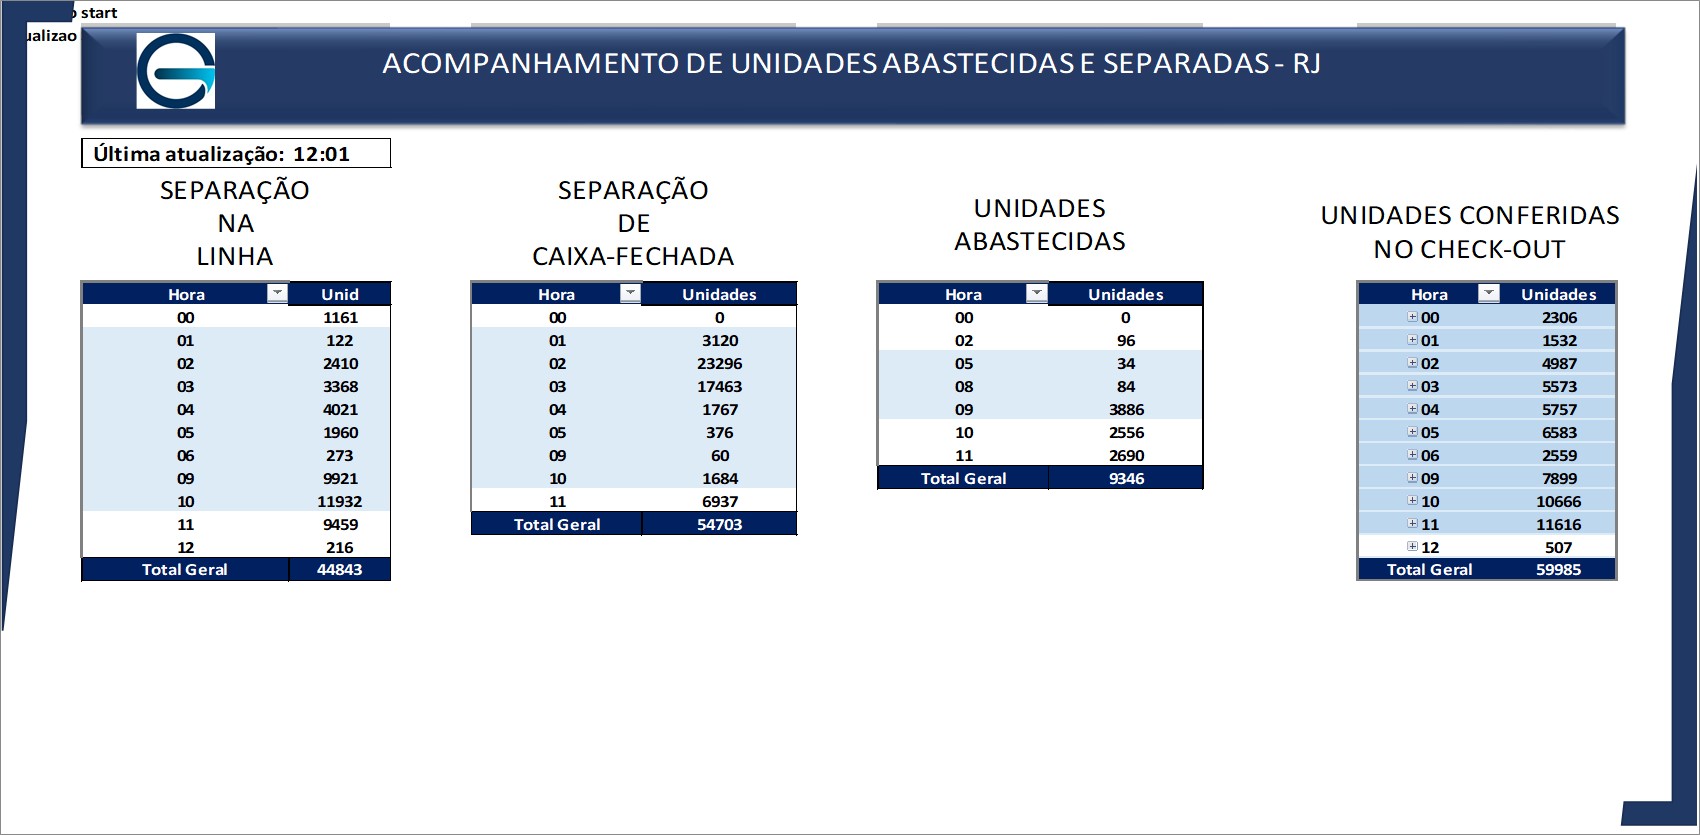 start
ualizao
ACOMPANHAMENTO DE UNIDADES ABASTECIDAS E SEPARADAS - RJ
Última atualização: 12:01
SEPARAÇÃO
NA
LINHA
Hora Unid
00 1161
01 122
02 2410
03 3368
04 4021
05 1960
06 273
09 9921
10 11932
11 9459
12 216
Total Geral 44843
SEPARAÇÃO
DE
CAIXA-FECHADA
Hora Unidades
00 0
01 3120
02 23296
03 17463
04 1767
05 376
09 60
10 1684
11 6937
Total Geral 54703
UNIDADES
ABASTECIDAS
Hora Unidades
00 0
02 96
05 34
08 84
09 3886
10 2556
11 2690
Total Geral 9346
UNIDADES CONFERIDAS
NO CHECK-OUT
Hora Unidades
00 2306
01 1532
02 4987
03 5573
04 5757
05 6583
06 2559
09 7899
10 10666
11 11616
12 507
Total Geral 59985